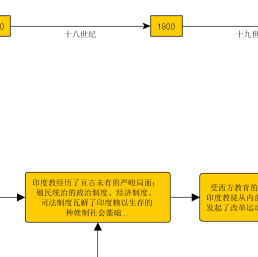 0
十八世纪
1800
十九世
印度教经历了亘古未有的严峻局面；
殖民统治的政治制度、经济制度、
司法制度瓦解了印度赖以生存的
种姓制社会基础...
受西方教育的
印度教徒从内部
发起了改革运动